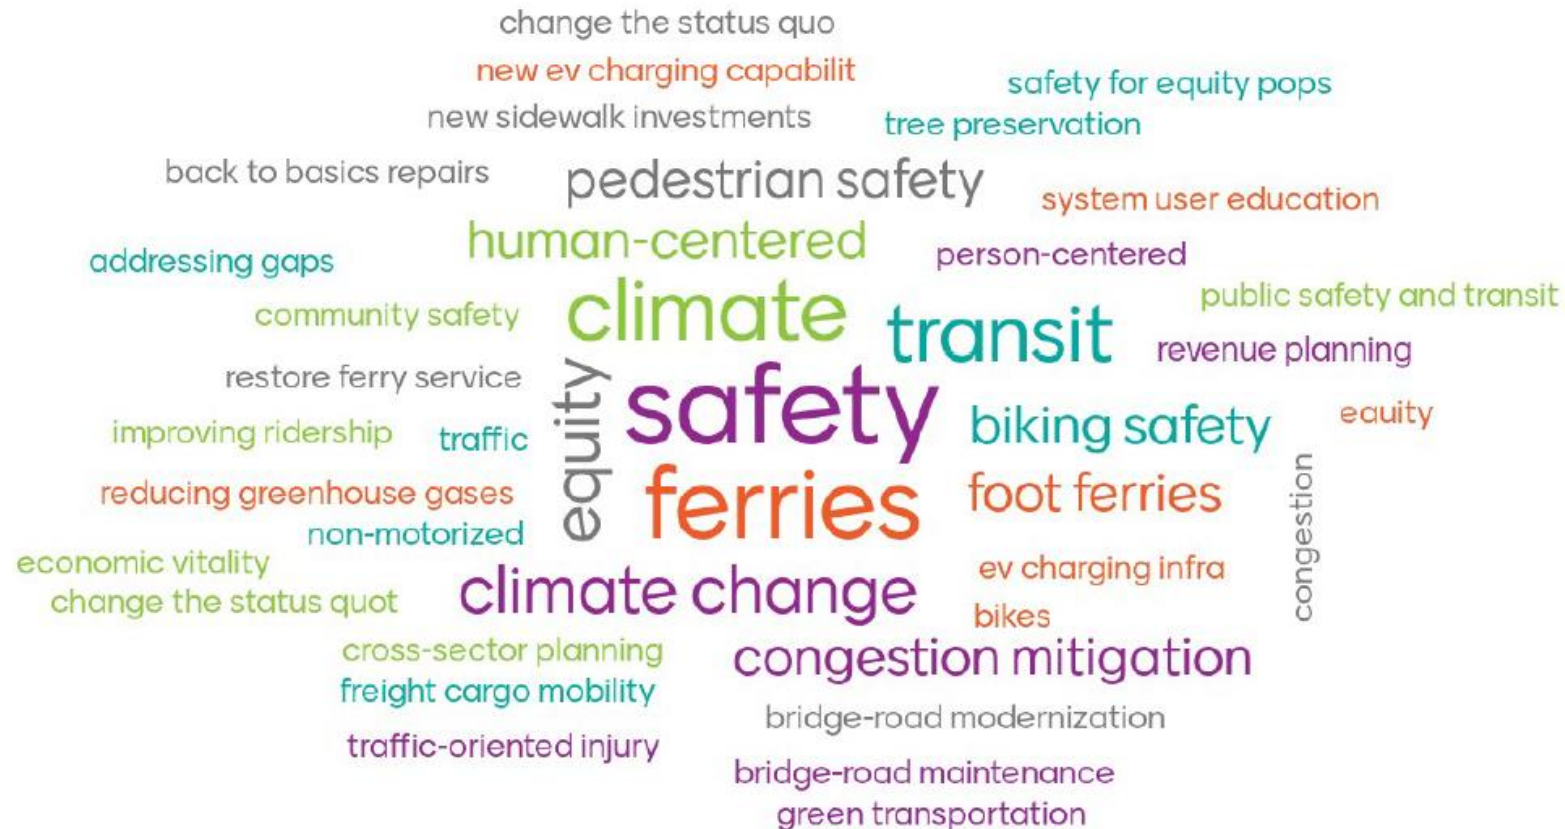 change the status quo
new ev charging capabilit
safety for equity pops
new sidewalk investments
tree preservation
back to basics repairs
pedestrian safety
system user education
human-centered
person-centered
addressing gaps
climate
public safety and transit
community safety
transit
revenue planning
restore ferry service
equity
safety
biking safety
eauity
improving ridership
traffic
reducing greenhouse gases
ferries
foot ferries
congestion
non-motorized
economic vitality
climate change
ev charging infra
change the status quot
bikes
cross-sector planning
congestion mitigation
freight cargo mobility
bridge-road modernization
traffic-oriented injury
bridge-road maintenance
green transportation